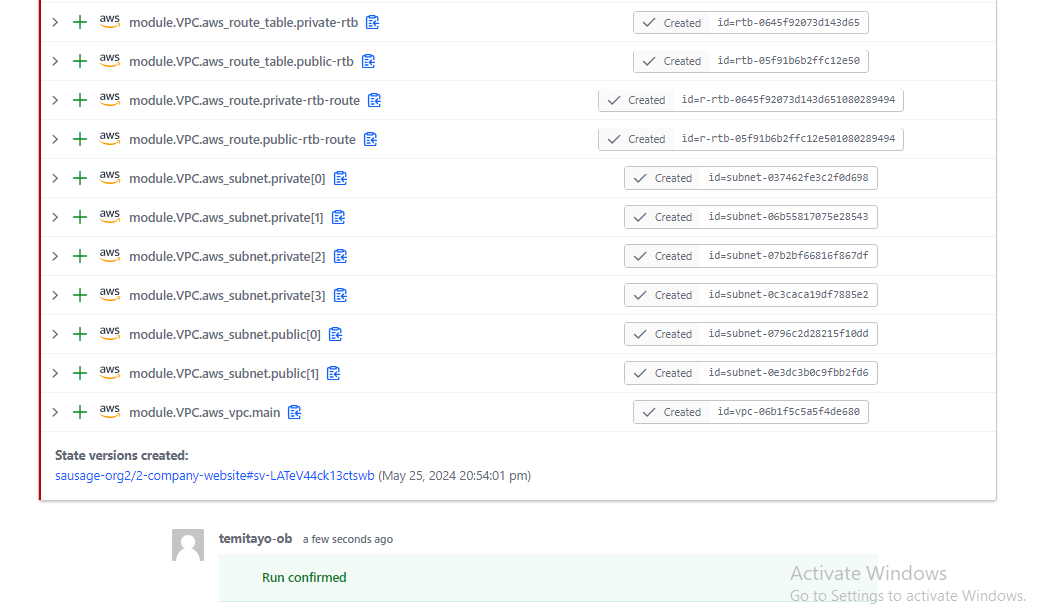 aws module.VPC.aws_route_table.private-rtb Created id=rtb-0645f92073d143d65
aws module.VPC.aws_route_table.public-rtb Created id=rtb-05f91b6b2ffc12e50
aws module.VPC.aws_route.private-rtb-route Created id=r-rtb-0645f92073d143d651080289494
aws module.VPC.aws_route.public-rtb-route Created id=r-rtb-05f91b6b2ffc12e501080289494
aws module.VPC.aws_subnet.private[0] Created id=subnet-037462fe3c2f0d698
aws module.VPC.aws_subnet.private[1] Created id=subnet-06b55817075e28543
aws module.VPC.aws_subnet.private[2] Created id=subnet-07b2bf66816f867df
aws module.VPC.aws_subnet.private[3] Created id=subnet-0c3caca19df7885e2
aws module.VPC.aws_subnet.public[0] Created id=subnet-0796c2d28215f10dd
aws module.VPC.aws_subnet.public[1] Created id=subnet-0e3dc3b0c9fbb2fd6
aws module.VPC.aws_vpc.main Created id=vpc-06b1f5c5a5f4de680
State versions created:
sausage-org2/2-company-website#sv-LATeV44ck13ctswb (May 25, 2024 20:54:01 pm)
temitayo-ob a few seconds ago
Run confirmed
Activate Windows
Go to Settings to activate Windows.